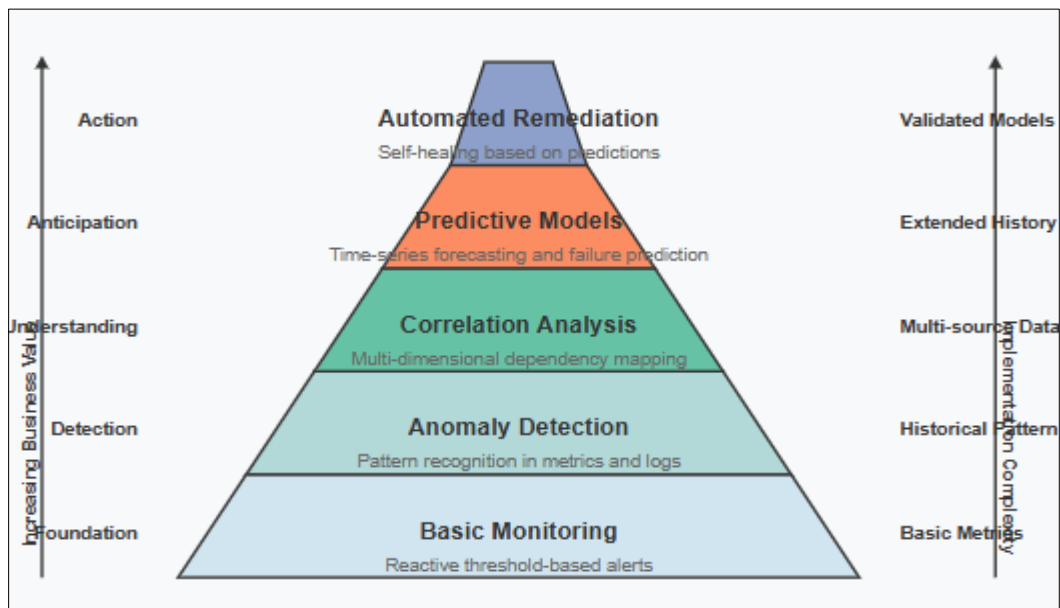 Action
Automated Remediation
Validated Models
Self-healing based on predictions
Anticipation
Predictive Models
Extended History
Time-series forecasting and failure prediction
Understanding
Correlation Analysis
Multi-source Data
Multi-dimensional dependency mapping
Detection
Anomaly Detection
Historical Pattern
Pattern recognition in metrics and logs
Foundation
Basic Monitoring
Basic Metrics
Reactive threshold-based alerts
Increasing Business Value
Implementation Complexity